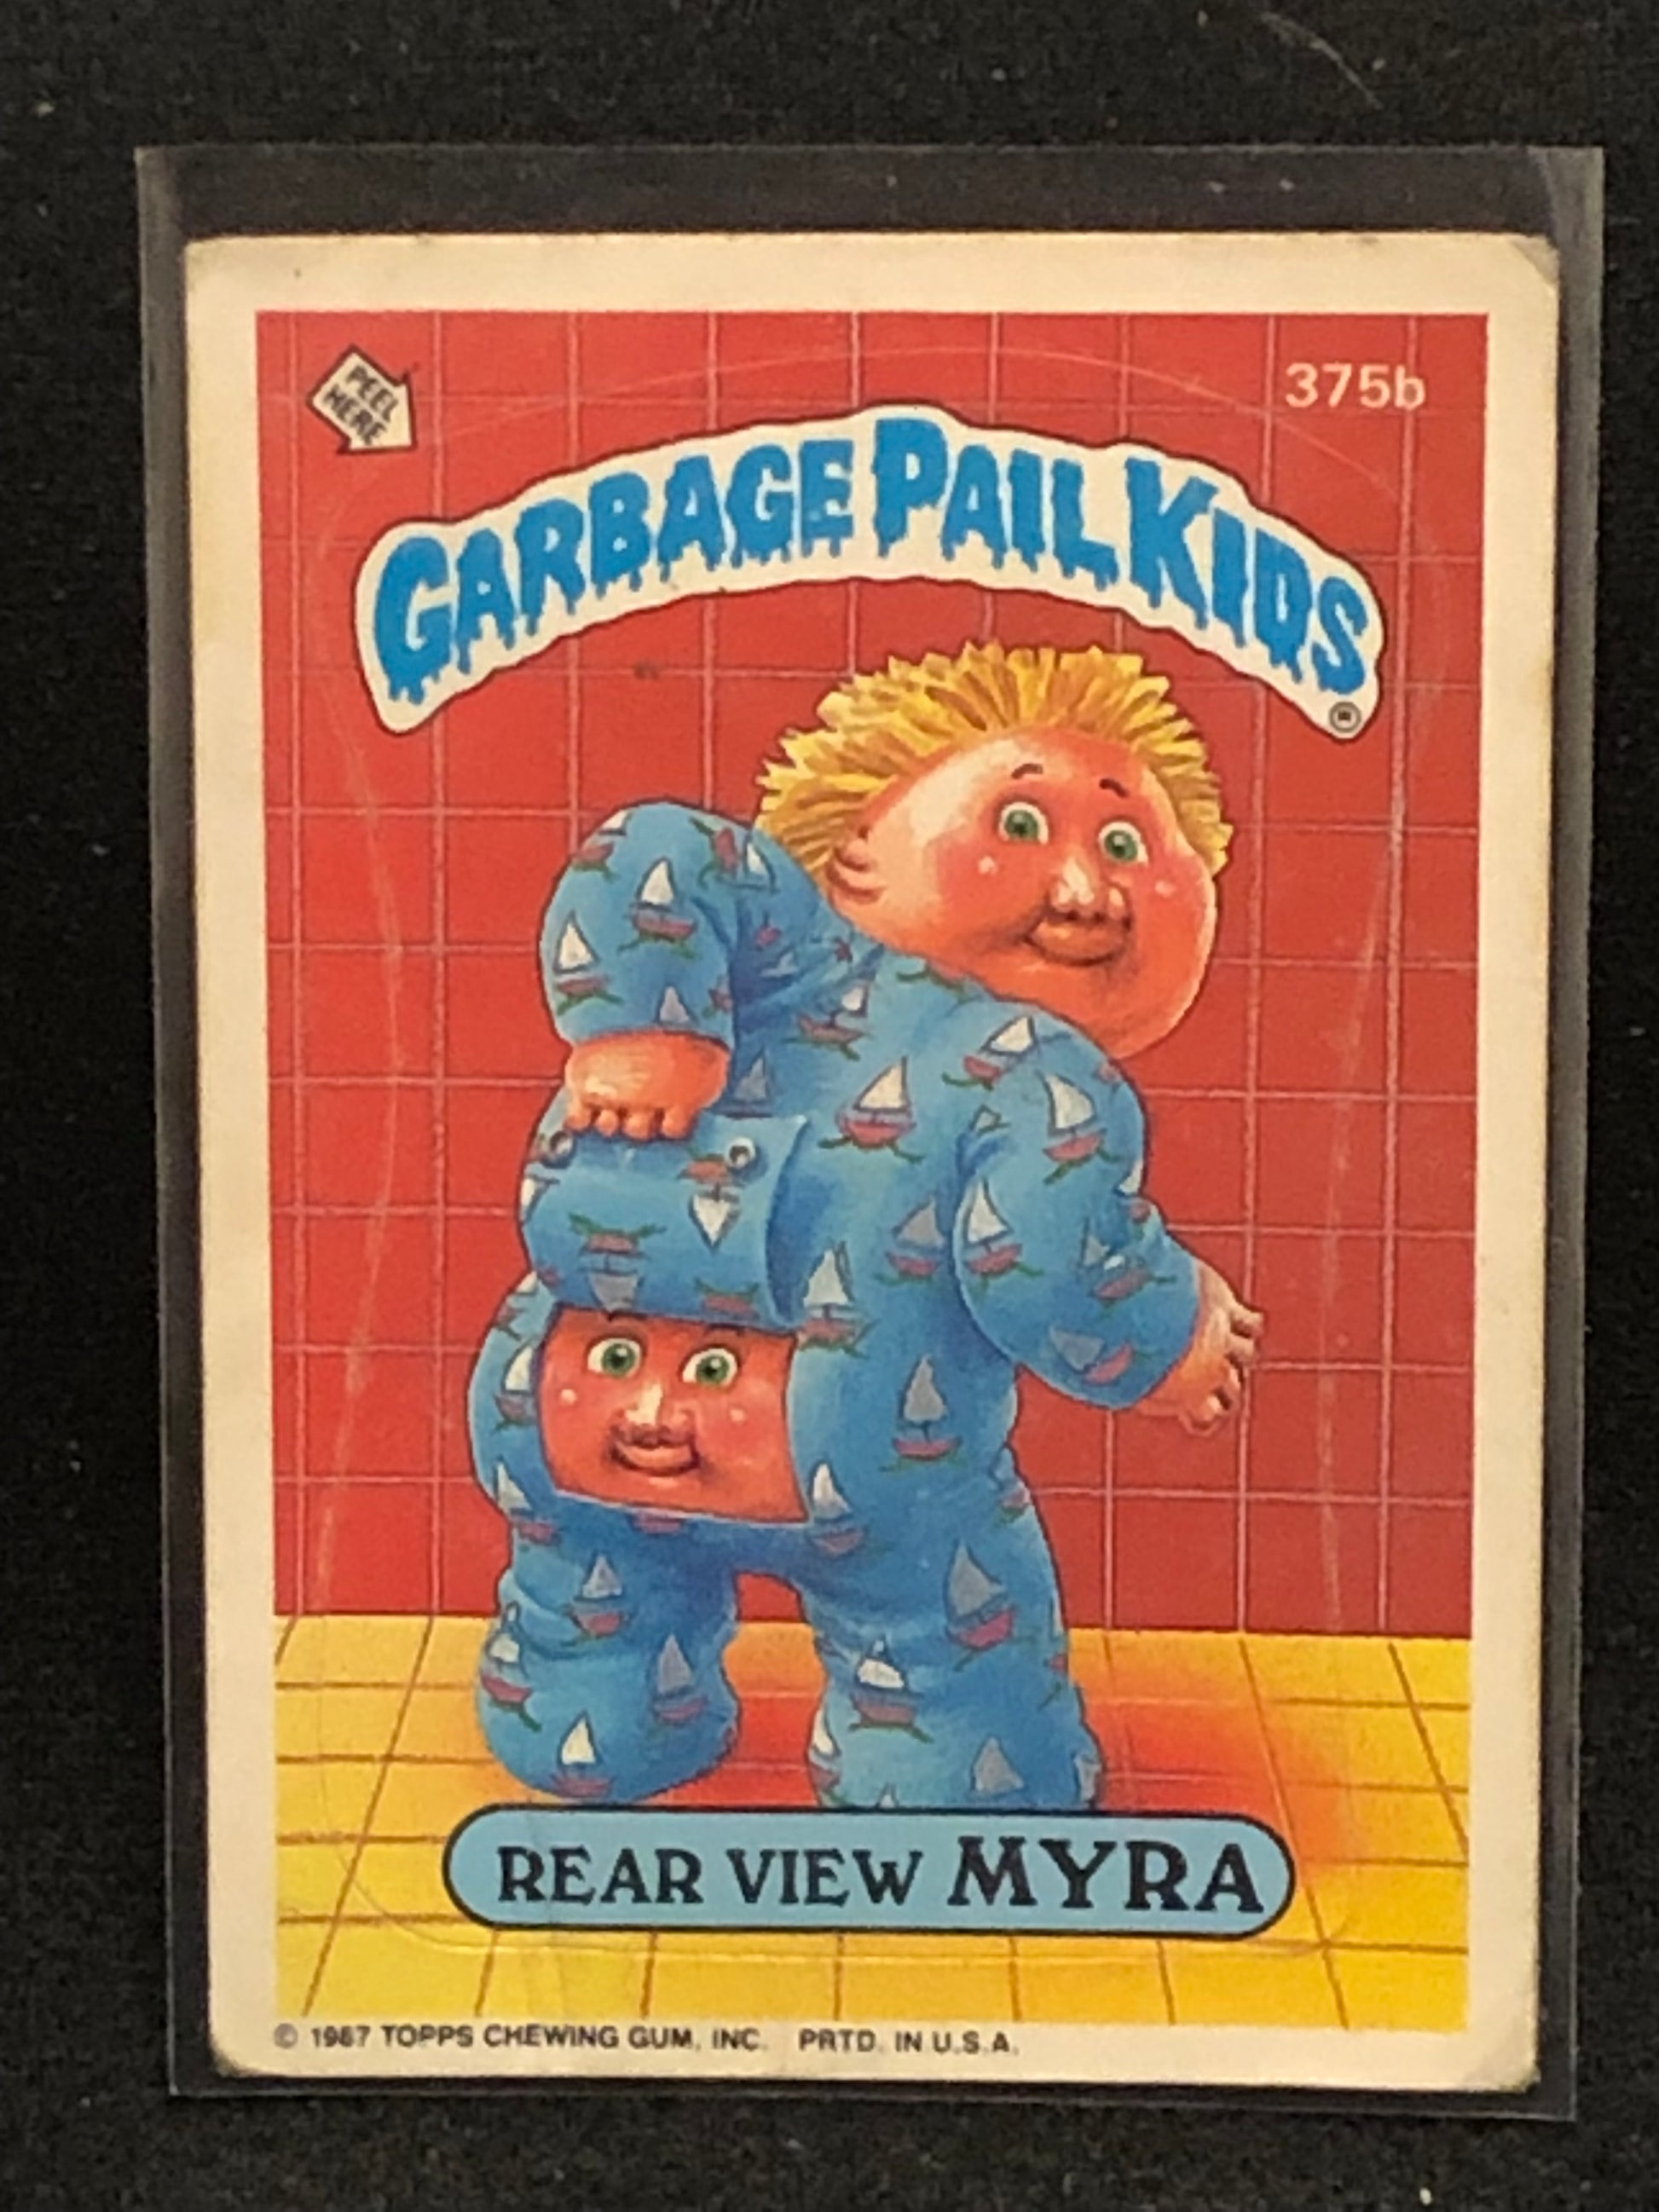 PEEL
HERE
375b
GARBAGE PAIL KIDS
®
REAR VIEW MYRA
© 1987 TOPPS CHEWING GUM, INC. PRTD. IN U.S.A.